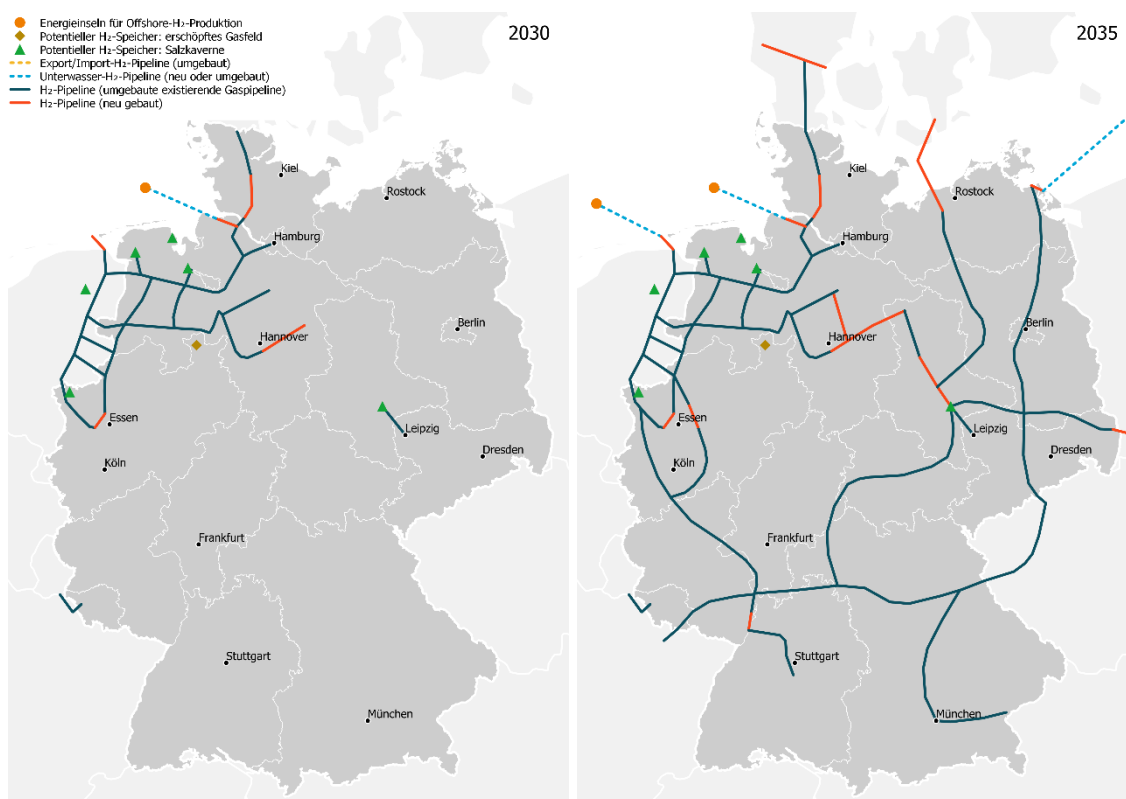 Energieinseln für Offshore-H₂-Produktion
Potentieller H₂-Speicher: erschöpftes Gasfeld
Potentieller H₂-Speicher: Salzkaverne
Export/Import-H₂-Pipeline (umgebaut)
Unterwasser-H₂-Pipeline (neu oder umgebaut)
H₂-Pipeline (umgebaute existierende Gaspipeline)
H₂-Pipeline (neu gebaut)
2030
Kiel
Rostock
Hamburg
Berlin
Hannover
Essen
Leipzig
Dresden
Köln
Frankfurt
Stuttgart
München
2035
Kiel
Rostock
Hamburg
Berlin
Hannover
Essen
Leipzig
Dresden
Köln
Frankfurt
Stuttgart
München